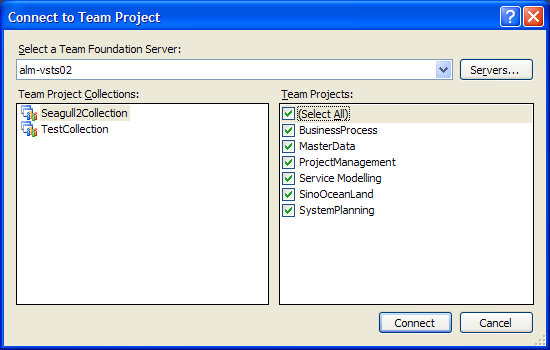 Connect to Team Project
Select a Team Foundation Server:
alm-vsts02
Servers...
Team Project Collections:
Seagull2Collection
TestCollection
Team Projects:
(Select All)
BusinessProcess
MasterData
ProjectManagement
Service Modelling
SinoOceanLand
SystemPlanning
Connect
Cancel